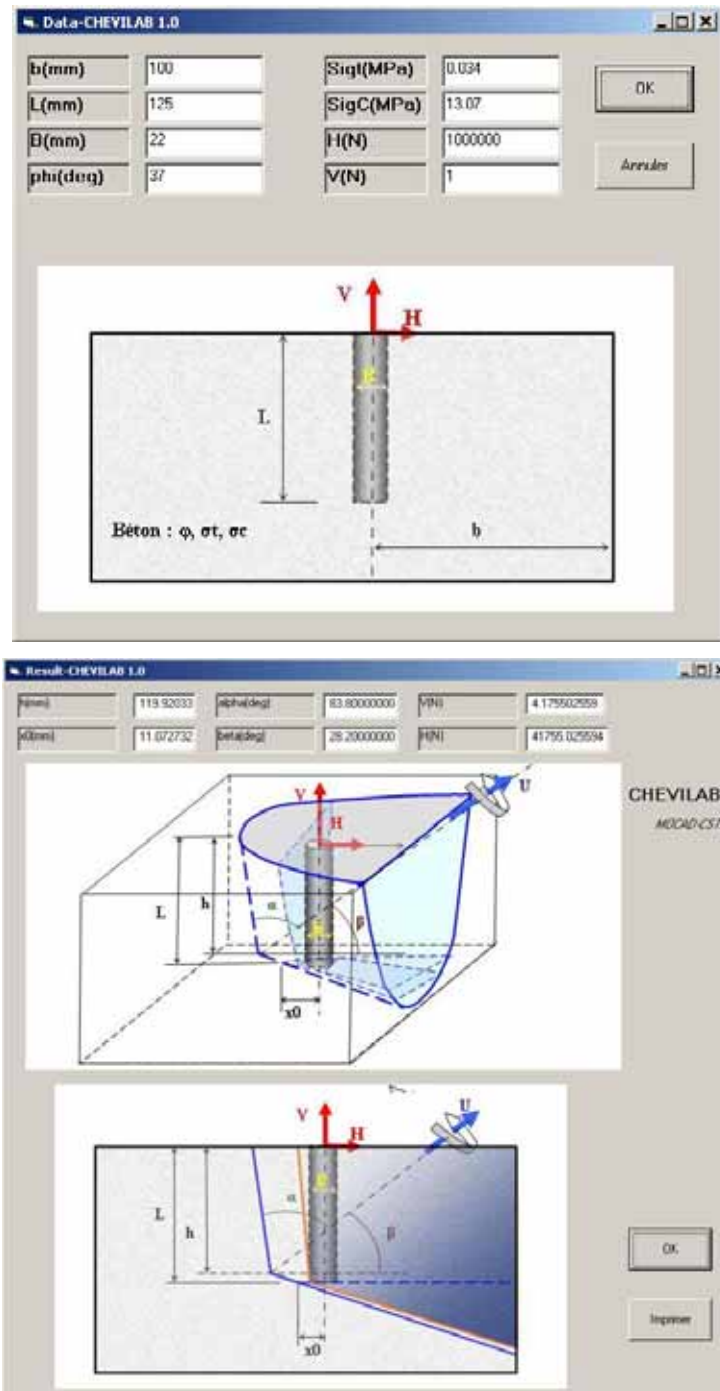 Data-CHEVILAB 1.0
b(mm) 100 Sigt(MPa) 0.034
OK
L(mm) 125 SigC(MPa) 13.07
B(mm) 22 H(N) 1000000
Annuler
phi(deg) 37 V(N) 1
V
H
B
L
Béton : φ, σt, σc
b
Result-CHEVILAB 1.0
h(mm) 119.92033 alpha(deg) 83.80000000 V(N) 4.175502559
x0(mm) 11.072732 beta(deg) 28.20000000 H(N) 41755.025594
V
U
CHEVILAB
H
L
h
α
β
x0
V
U
H
α
L
h
β
OK
x0
Imprimer